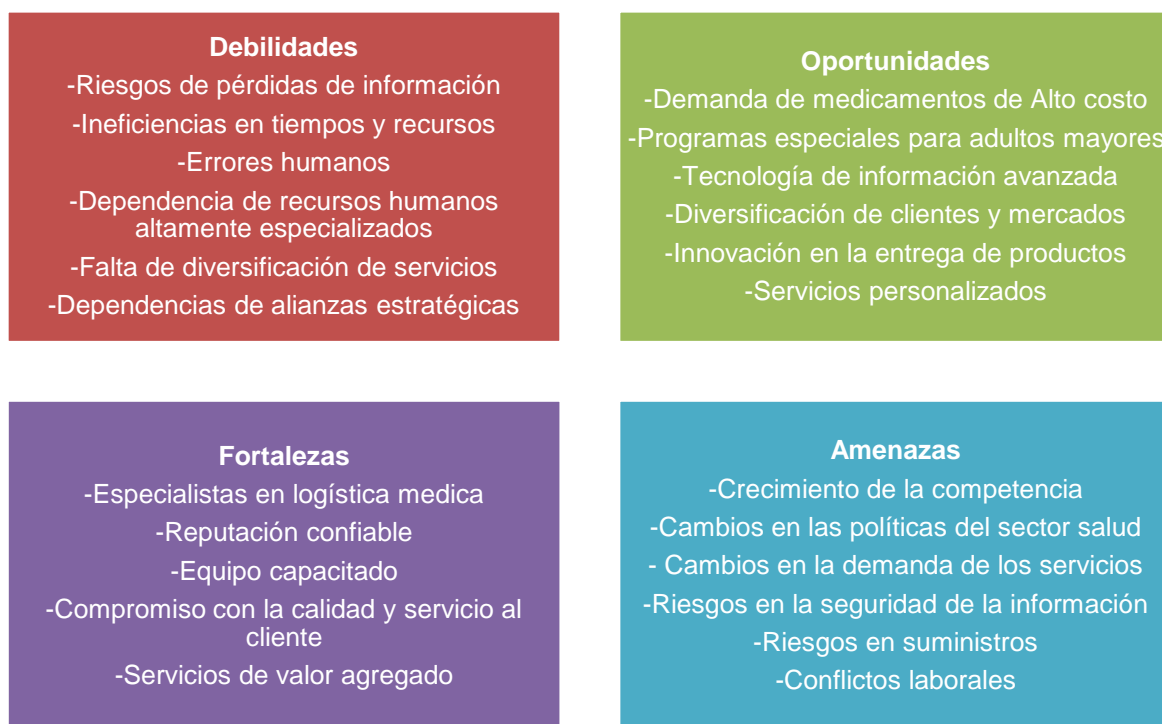 Debilidades
-Riesgos de pérdidas de información
-Ineficiencias en tiempos y recursos
-Errores humanos
-Dependencia de recursos humanos
altamente especializados
-Falta de diversificación de servicios
-Dependencias de alianzas estratégicas
Oportunidades
-Demanda de medicamentos de Alto costo
-Programas especiales para adultos mayores
-Tecnología de información avanzada
-Diversificación de clientes y mercados
-Innovación en la entrega de productos
-Servicios personalizados
Fortalezas
-Especialistas en logística medica
-Reputación confiable
-Equipo capacitado
-Compromiso con la calidad y servicio al
cliente
-Servicios de valor agregado
Amenazas
-Crecimiento de la competencia
-Cambios en las políticas del sector salud
- Cambios en la demanda de los servicios
-Riesgos en la seguridad de la información
-Riesgos en suministros
-Conflictos laborales